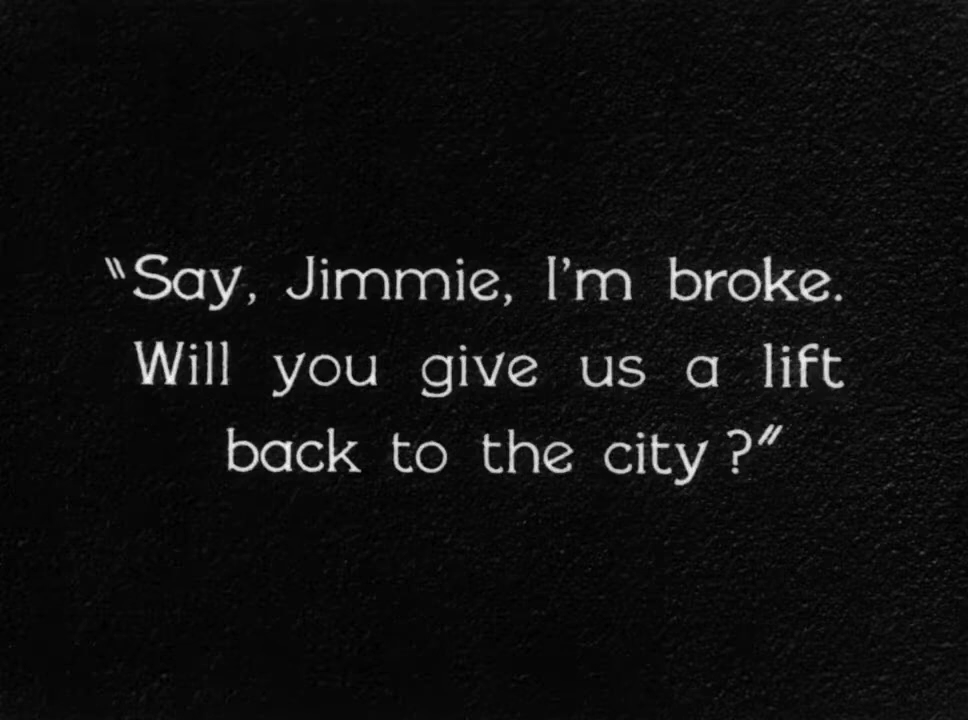 "Say, Jimmie, I'm broke.
Will you give us a lift
back to the city?"